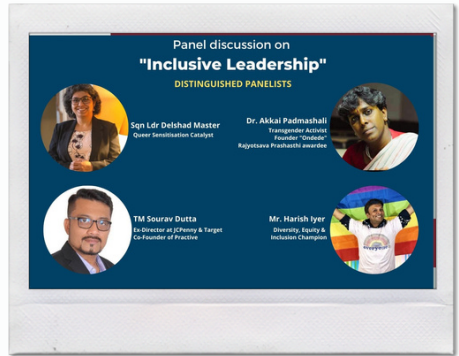 Panel discussion on
"Inclusive Leadership"
DISTINGUISHED PANELISTS
Sqn Ldr Delshad Master
Queer Sensitisation Catalyst
Dr. Akkai Padmashali
Transgender Activist
Founder "Ondede"
Rajyotsava Prashasthi awardee
TM Sourav Dutta
Ex-Director at JCPenny & Target
Co-Founder of Practive
Mr. Harish Iyer
Diversity, Equity &
Inclusion Champion